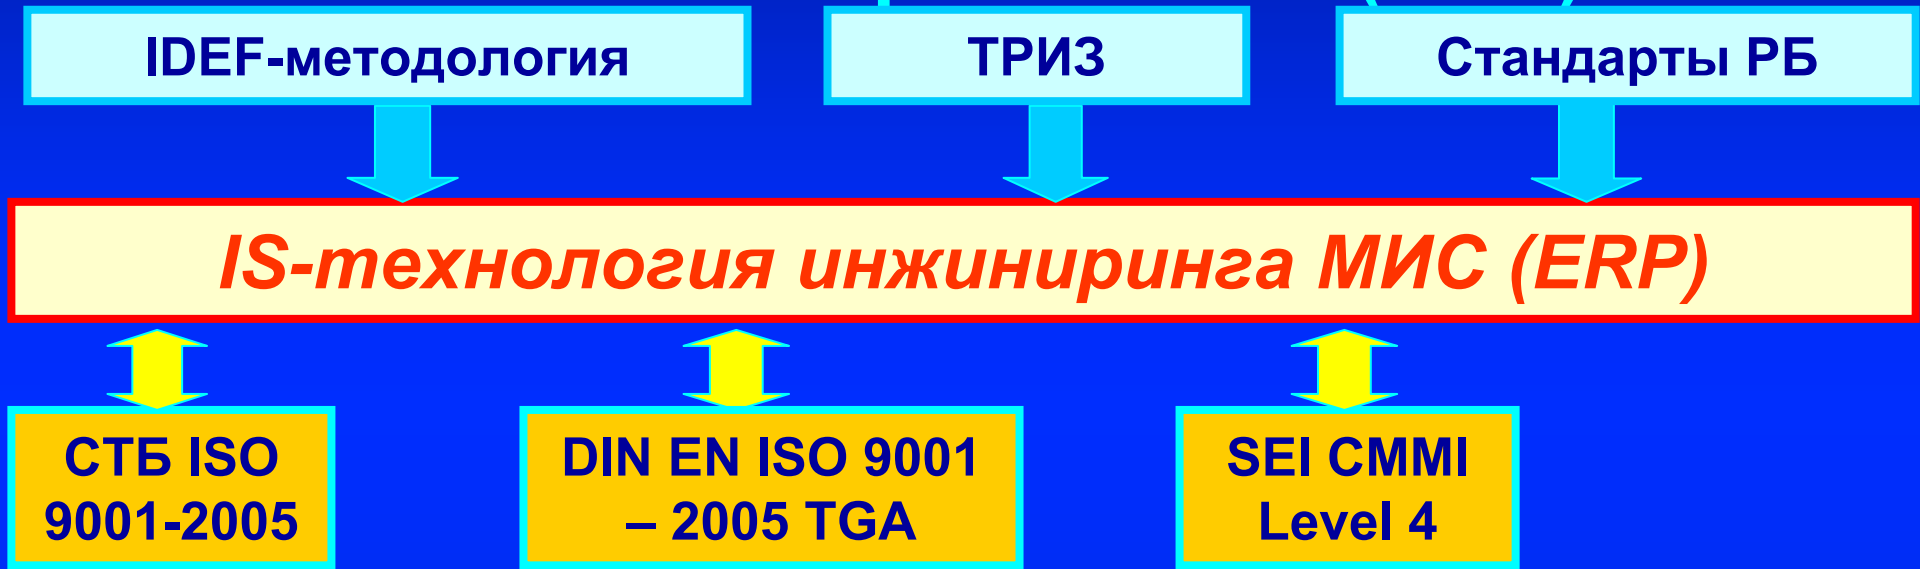 IDEF-методология
ТРИЗ
Стандарты РБ
IS-технология инжиниринга МИС (ERP)
СТБ ISO
9001-2005
DIN EN ISO 9001
– 2005 TGA
SEI CMMI
Level 4